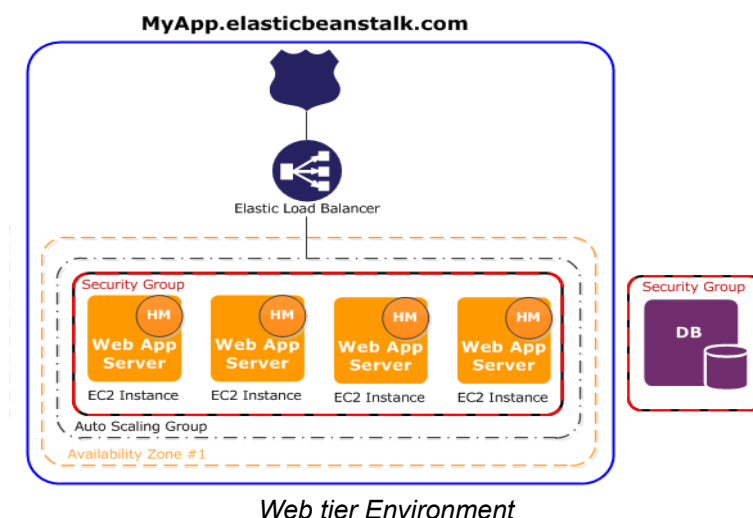 MyApp.elasticbeanstalk.com
Elastic Load Balancer
Security Group
HM
Web App
Server
EC2 Instance
HM
Web App
Server
EC2 Instance
HM
Web App
Server
EC2 Instance
HM
Web App
Server
EC2 Instance
Auto Scaling Group
Availability Zone #1
Security Group
DB
Web tier Environment